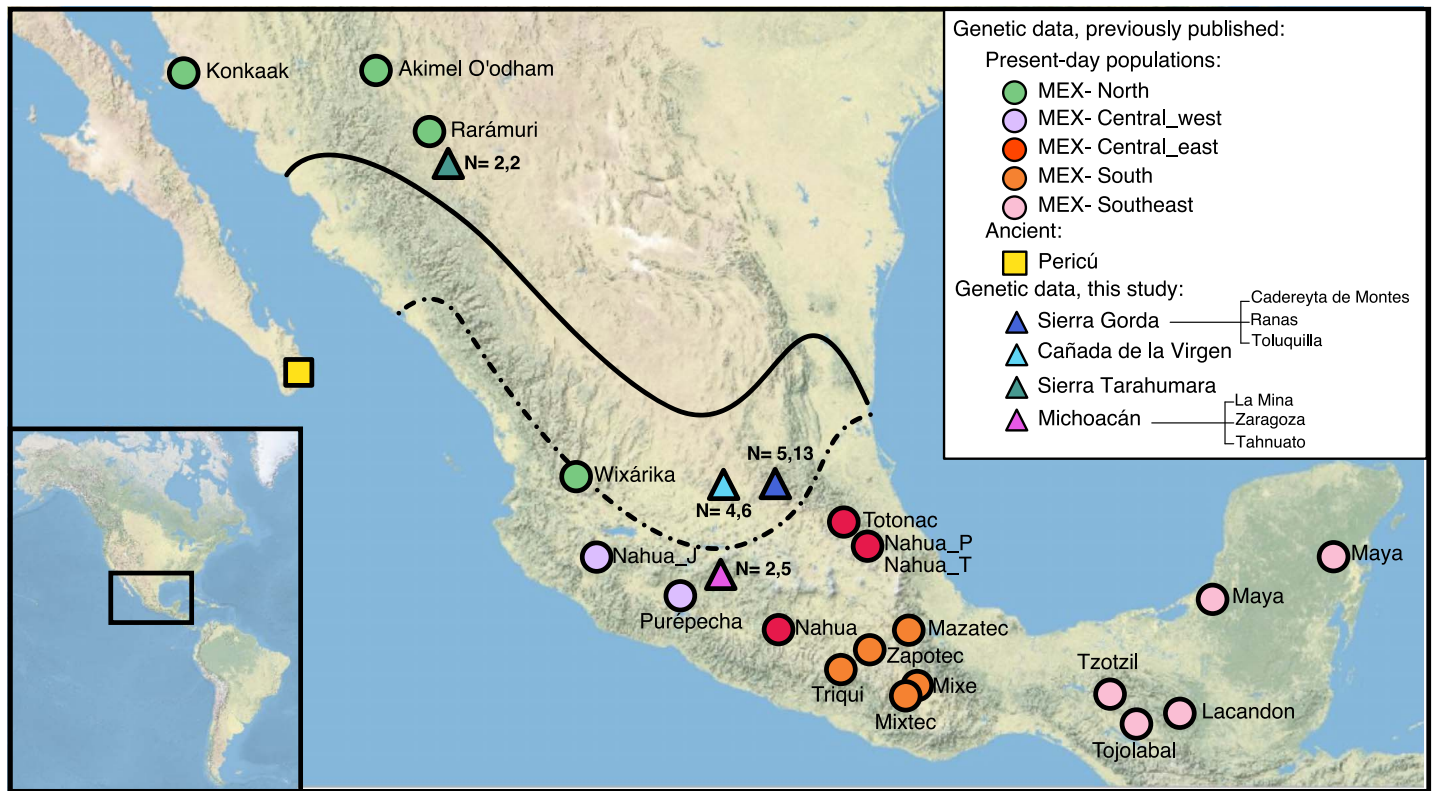 Genetic data, previously published:
Present-day populations:
MEX- North
MEX- Central_west
MEX- Central_east
MEX- South
MEX- Southeast
Ancient:
Pericú
Genetic data, this study:
Sierra Gorda
Cadereyta de Montes
Ranas
Toluquilla
Cañada de la Virgen
Sierra Tarahumara
Michoacán
La Mina
Zaragoza
Tahnuato
Konkaak
Akimel O'odham
Rarámuri
N= 2,2
N= 5,13
Wixárika
N= 4,6
Totonac
Nahua_P
Nahua_T
Nahua_J
N= 2,5
Maya
Maya
Purépecha
Nahua
Mazatec
Zapotec
Tzotzil
Triqui
Mixe
Mixtec
Lacandon
Tojolabal